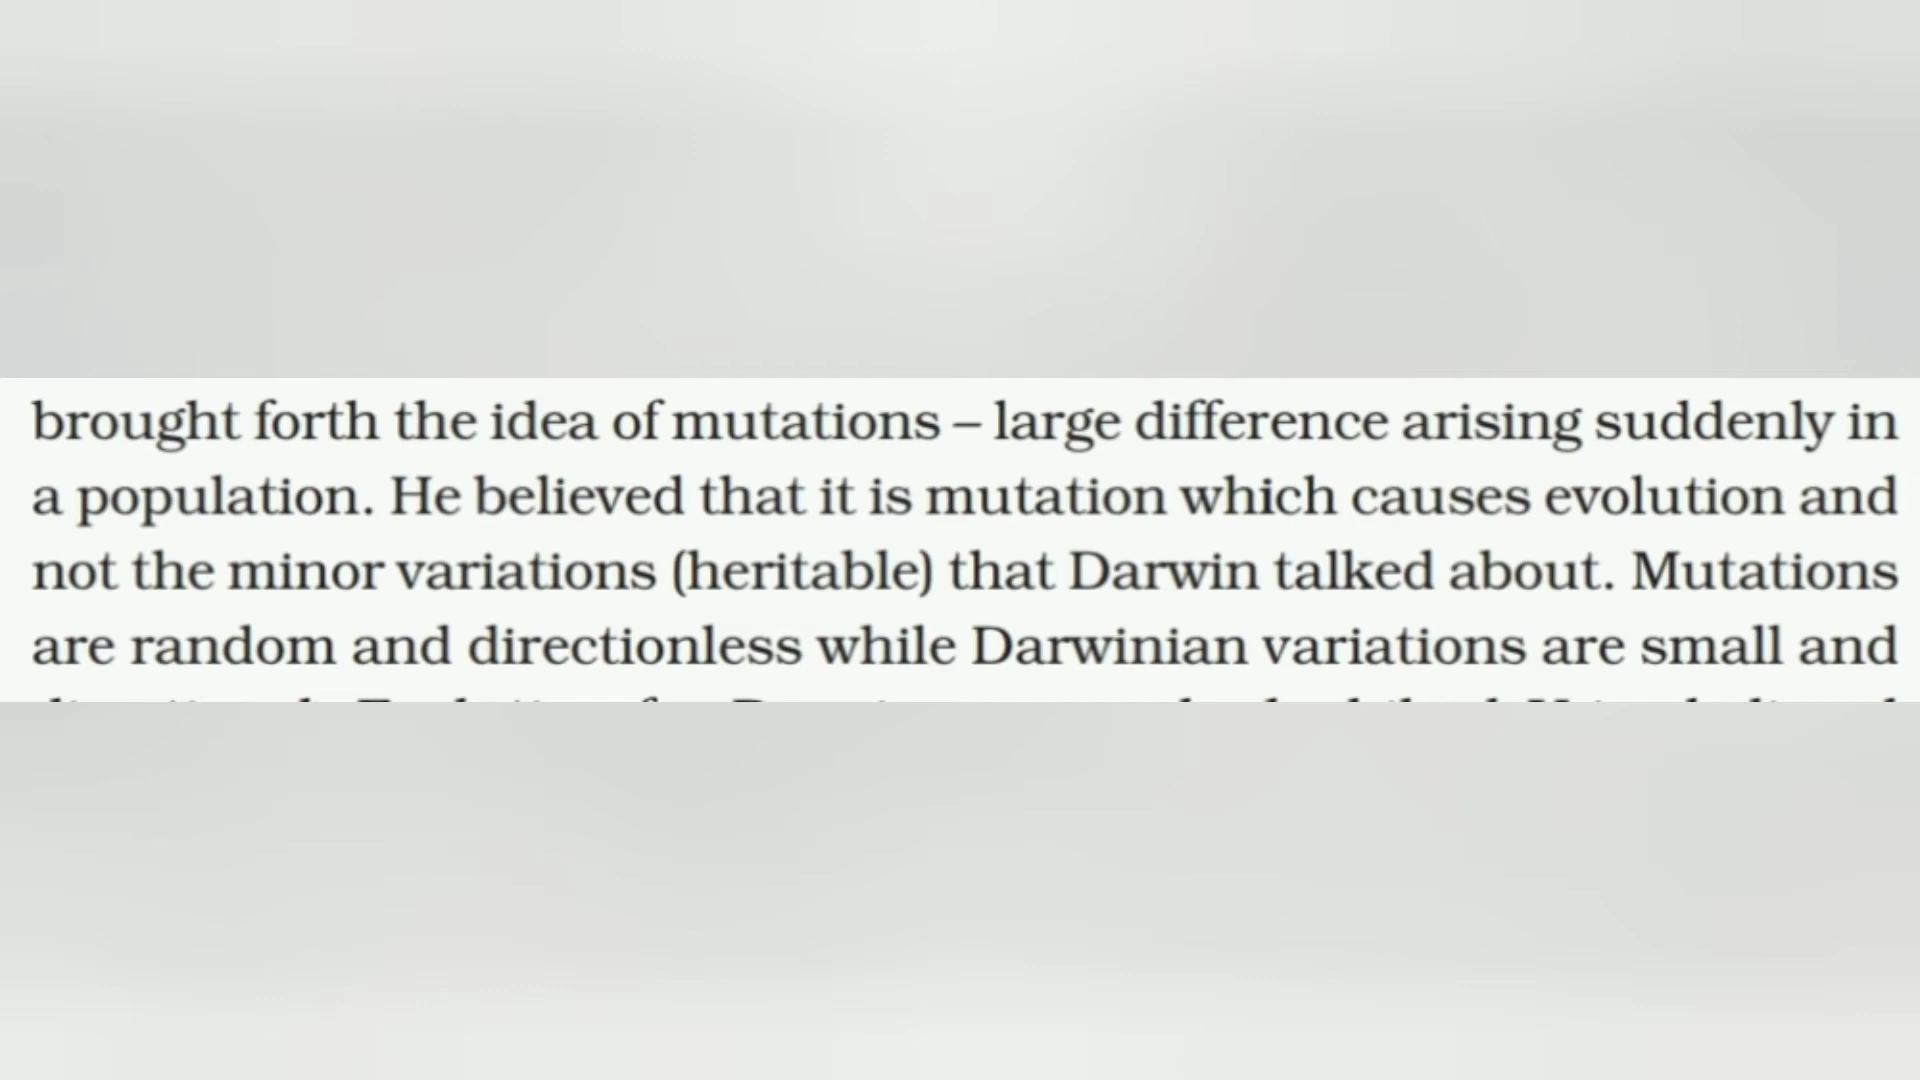 brought forth the idea of mutations – large difference arising suddenly in
a population. He believed that it is mutation which causes evolution and
not the minor variations (heritable) that Darwin talked about. Mutations
are random and directionless while Darwinian variations are small and